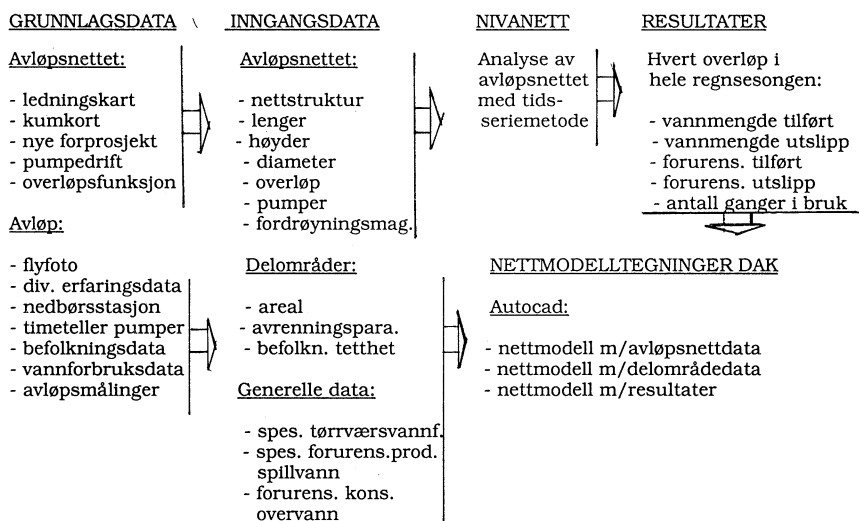 GRUNNLAGSDATA
Avløpsnettet:
- ledningskart
- kumkort
- nye forprosjekt
- pumpedrift
- overløpsfunksjon
Avløp:
- flyfoto
- div. erfaringsdata
- nedbørsstasjon
- timeteller pumper
- befolkningsdata
- vannforbruksdata
- avløpsmålinger
INNGANGSDATA
Avløpsnettet:
- nettstruktur
- lenger
- høyder
- diameter
- overløp
- pumper
- fordrøyningsmag.
Delområder:
- areal
- avrenningspara.
- befolkn. tetthet
Generelle data:
- spes. tørrværsvannf.
- spes. forurens.prod.
spillvann
- forurens. kons.
overvann
NIVANETT
Analyse av
avløpsnettet
med tids-
seriemetode
RESULTATER
Hvert overløp i
hele regnsesongen:
- vannmengde tilført
- vannmengde utslipp
- forurens. tilført
- forurens. utslipp
- antall ganger i bruk
NETTMODELLTEGNINGER DAK
Autocad:
- nettmodell m/avløpsnettdata
- nettmodell m/delområdedata
- nettmodell m/resultater